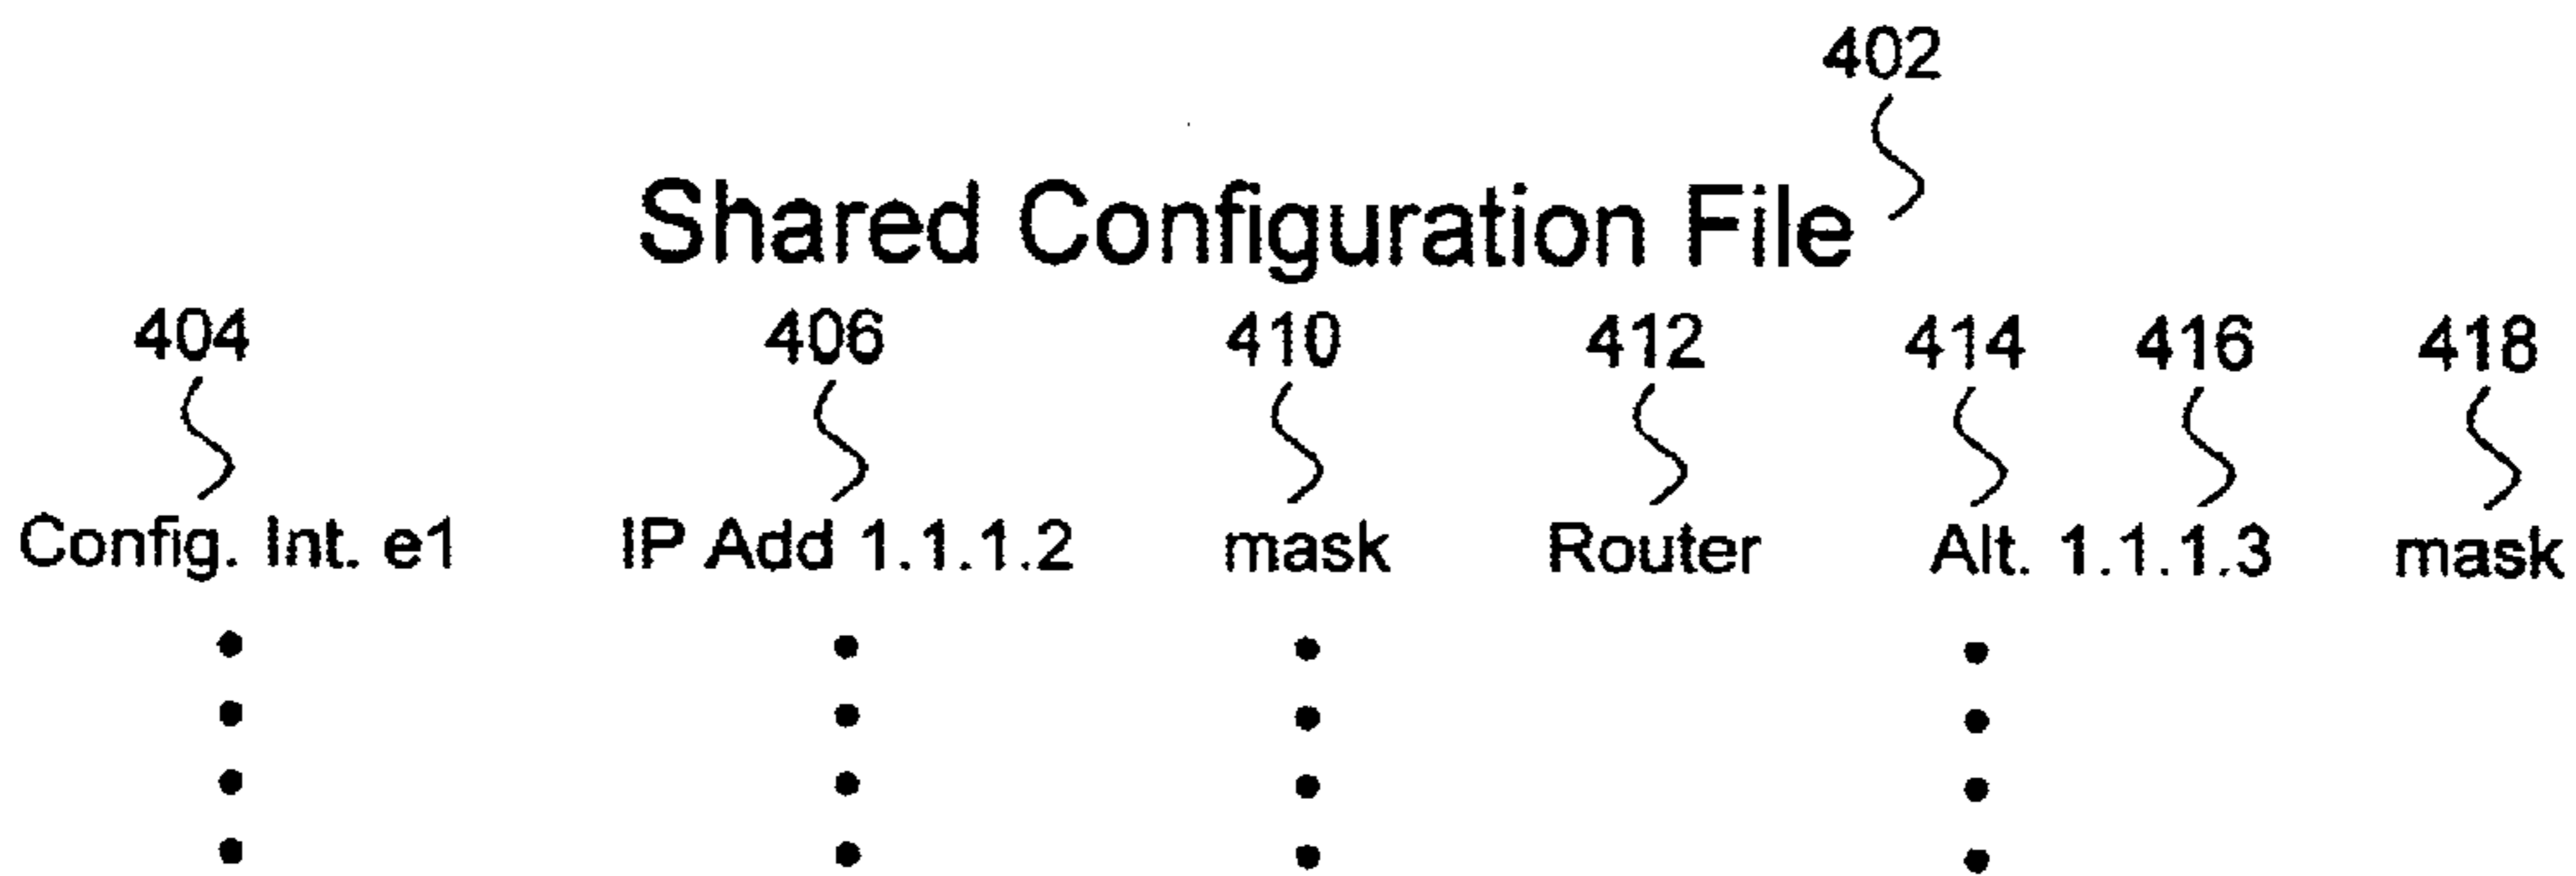 402
Shared Configuration File
404 406 410 412 414 416 418
Config. Int. e1 IP Add 1.1.1.2 mask Router Alt. 1.1.1.3 mask